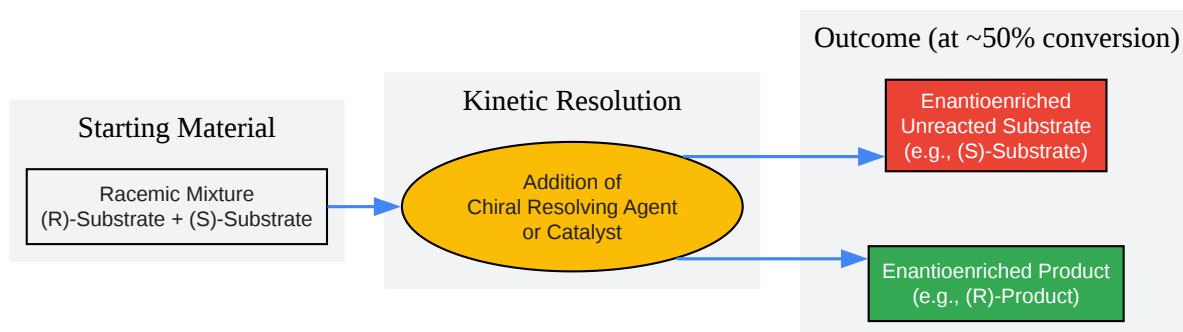 Starting Material
Racemic Mixture
(R)-Substrate + (S)-Substrate
Kinetic Resolution
Addition of
Chiral Resolving Agent
or Catalyst
Outcome (at ~50% conversion)
Enantioenriched
Unreacted Substrate
(e.g., (S)-Substrate)
Enantioenriched Product
(e.g., (R)-Product)